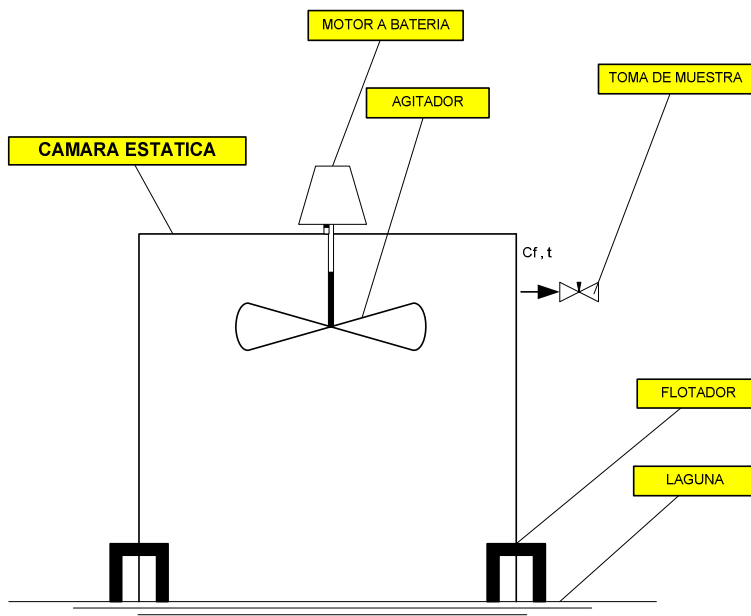 MOTOR A BATERIA
AGITADOR
TOMA DE MUESTRA
CAMARA ESTATICA
Cf , t
FLOTADOR
LAGUNA